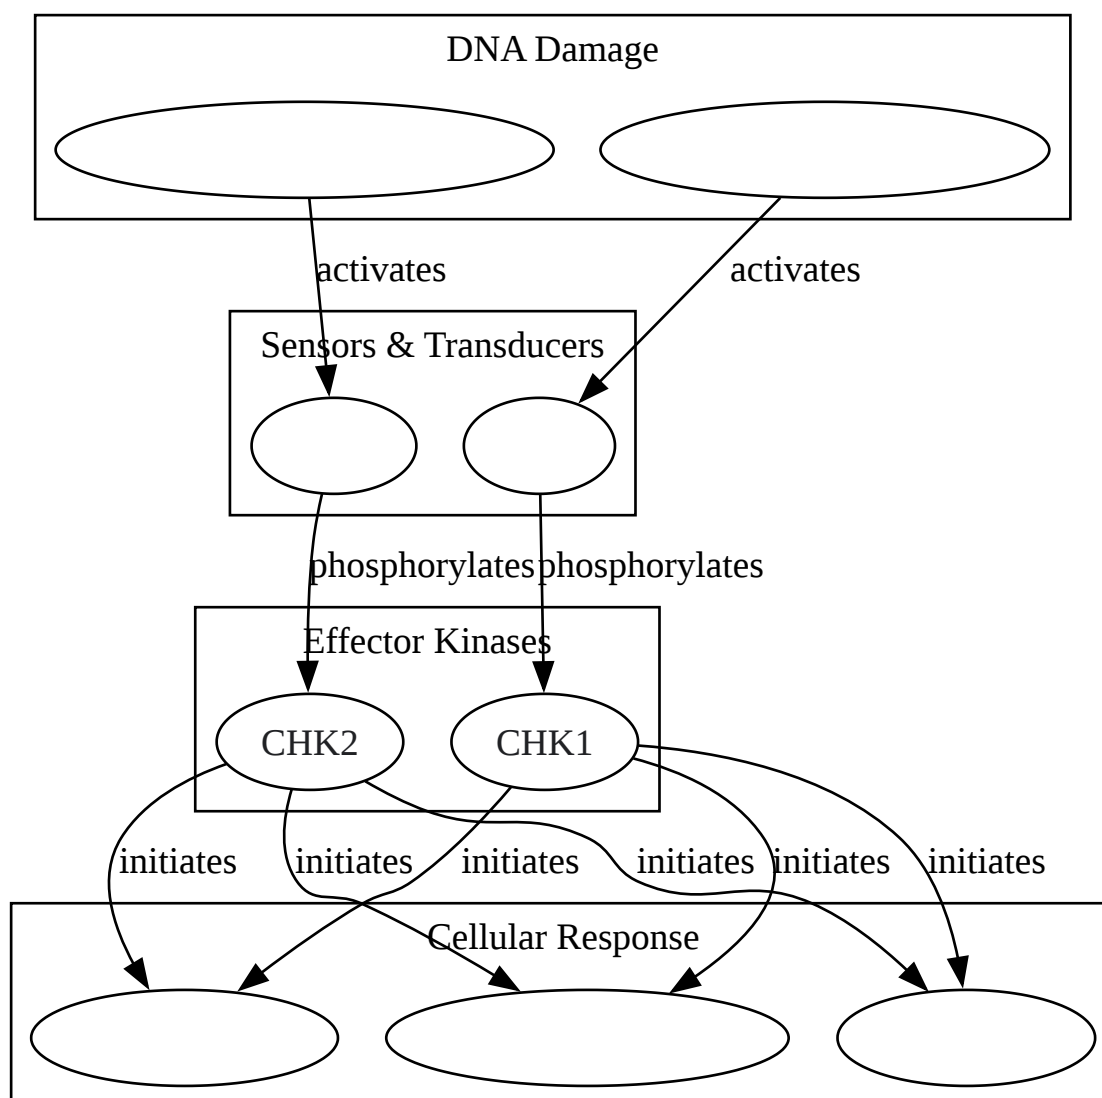 DNA Damage
activates
activates
Sensors & Transducers
phosphorylates
phosphorylates
Effector Kinases
CHK2
CHK1
initiates
initiates
initiates
initiates
initiates
initiates
Cellular Response